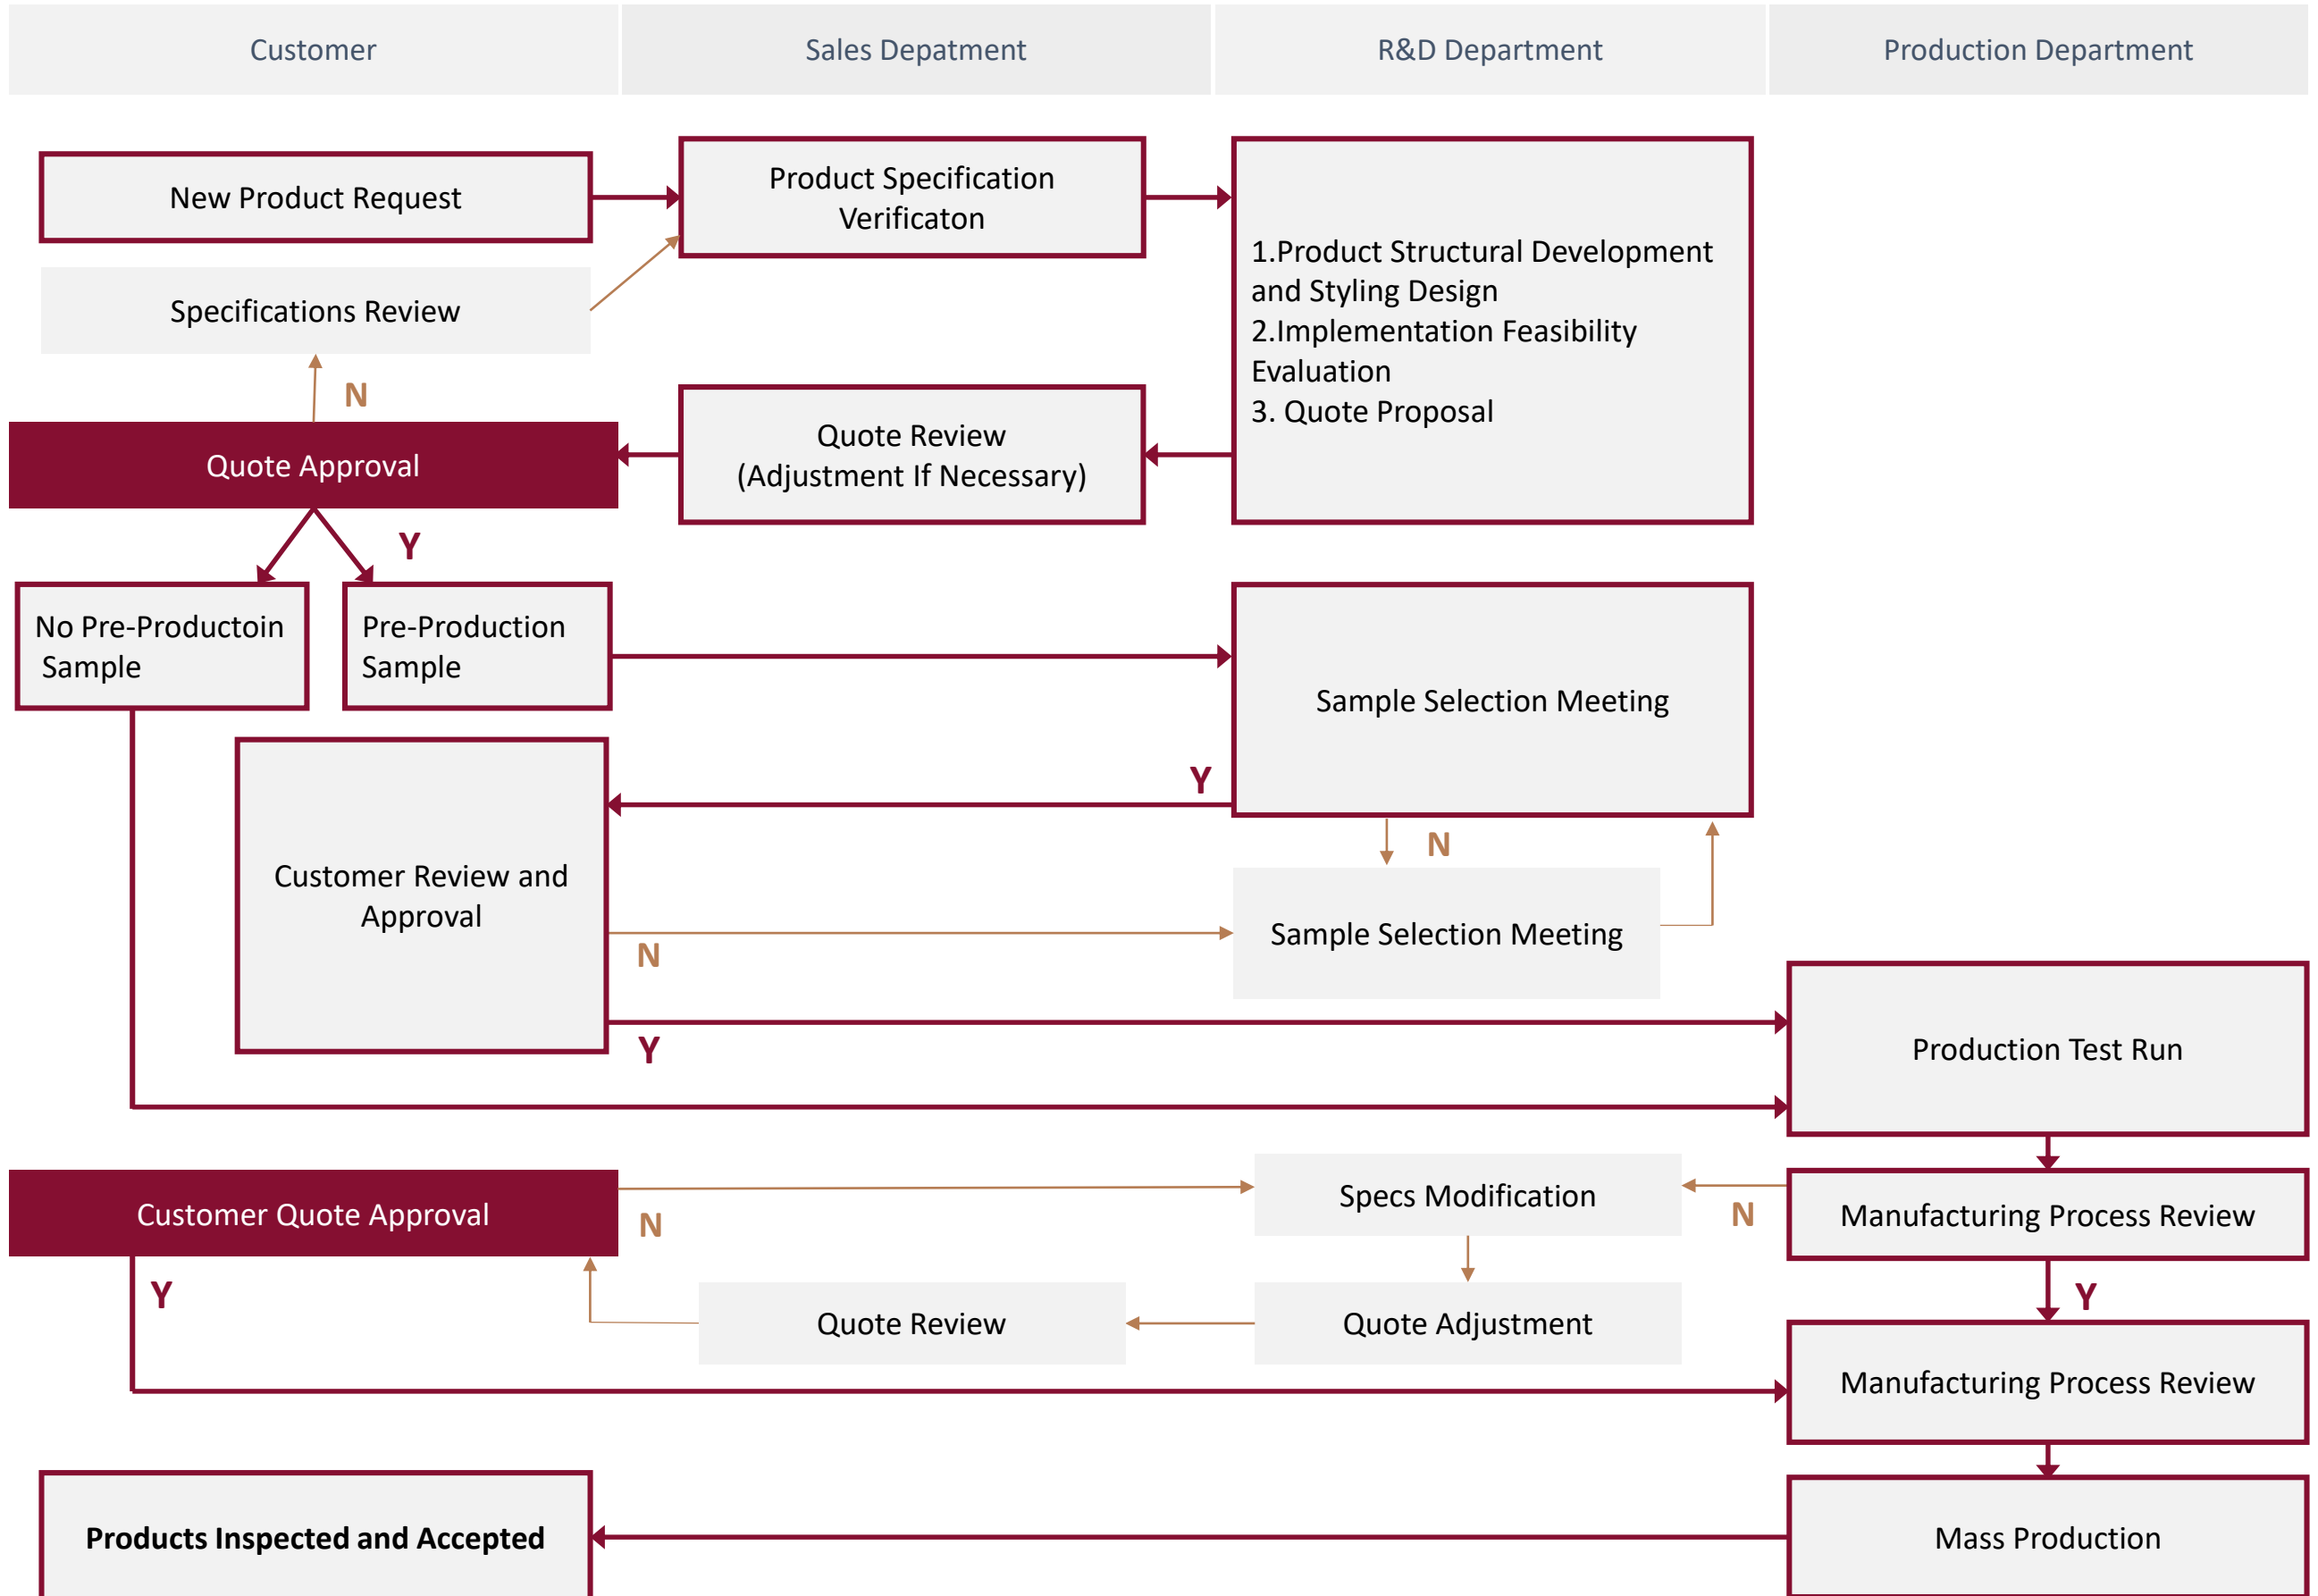 Customer
Sales Depatment
R&D Department
Production Department
New Product Request
Product Specification
Verificaton
1.Product Structural Development
and Styling Design
2.Implementation Feasibility
Evaluation
3. Quote Proposal
Specifications Review
N
Quote Approval
Quote Review
(Adjustment If Necessary)
Y
No Pre-Productoin
Sample
Pre-Production
Sample
Sample Selection Meeting
Y
N
Customer Review and
Approval
Sample Selection Meeting
N
Y
Production Test Run
Customer Quote Approval
N
Specs Modification
N
Manufacturing Process Review
Y
Y
Quote Review
Quote Adjustment
Manufacturing Process Review
Products Inspected and Accepted
Mass Production